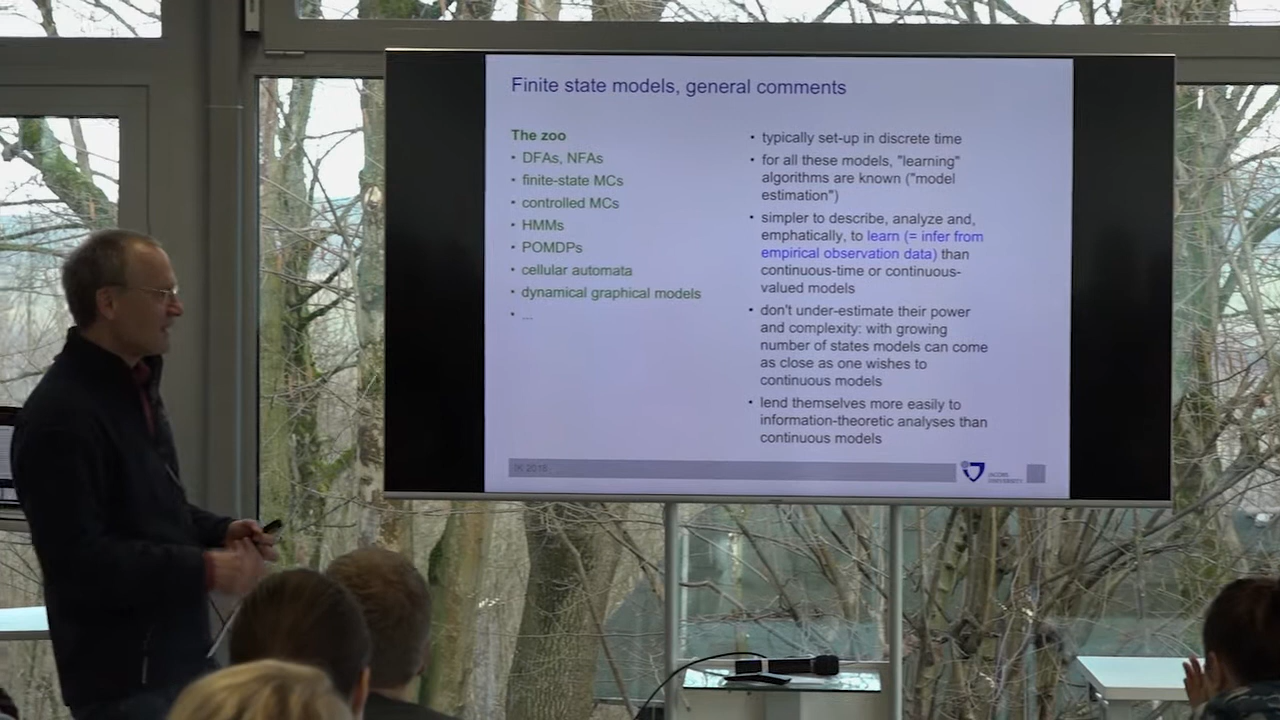 Finite state models, general comments
The zoo
• DFAs, NFAs
• finite-state MCs
• controlled MCs
• HMMs
• POMDPs
• cellular automata
• dynamical graphical models
• ...
• typically set-up in discrete time
• for all these models, "learning"
algorithms are known ("model
estimation")
• simpler to describe, analyze and,
emphatically, to learn (= infer from
empirical observation data) than
continuous-time or continuous-
valued models
• don't under-estimate their power
and complexity: with growing
number of states models can come
as close as one wishes to
continuous models
• lend themselves more easily to
information-theoretic analyses than
continuous models
JACOBS
UNIVERSITY